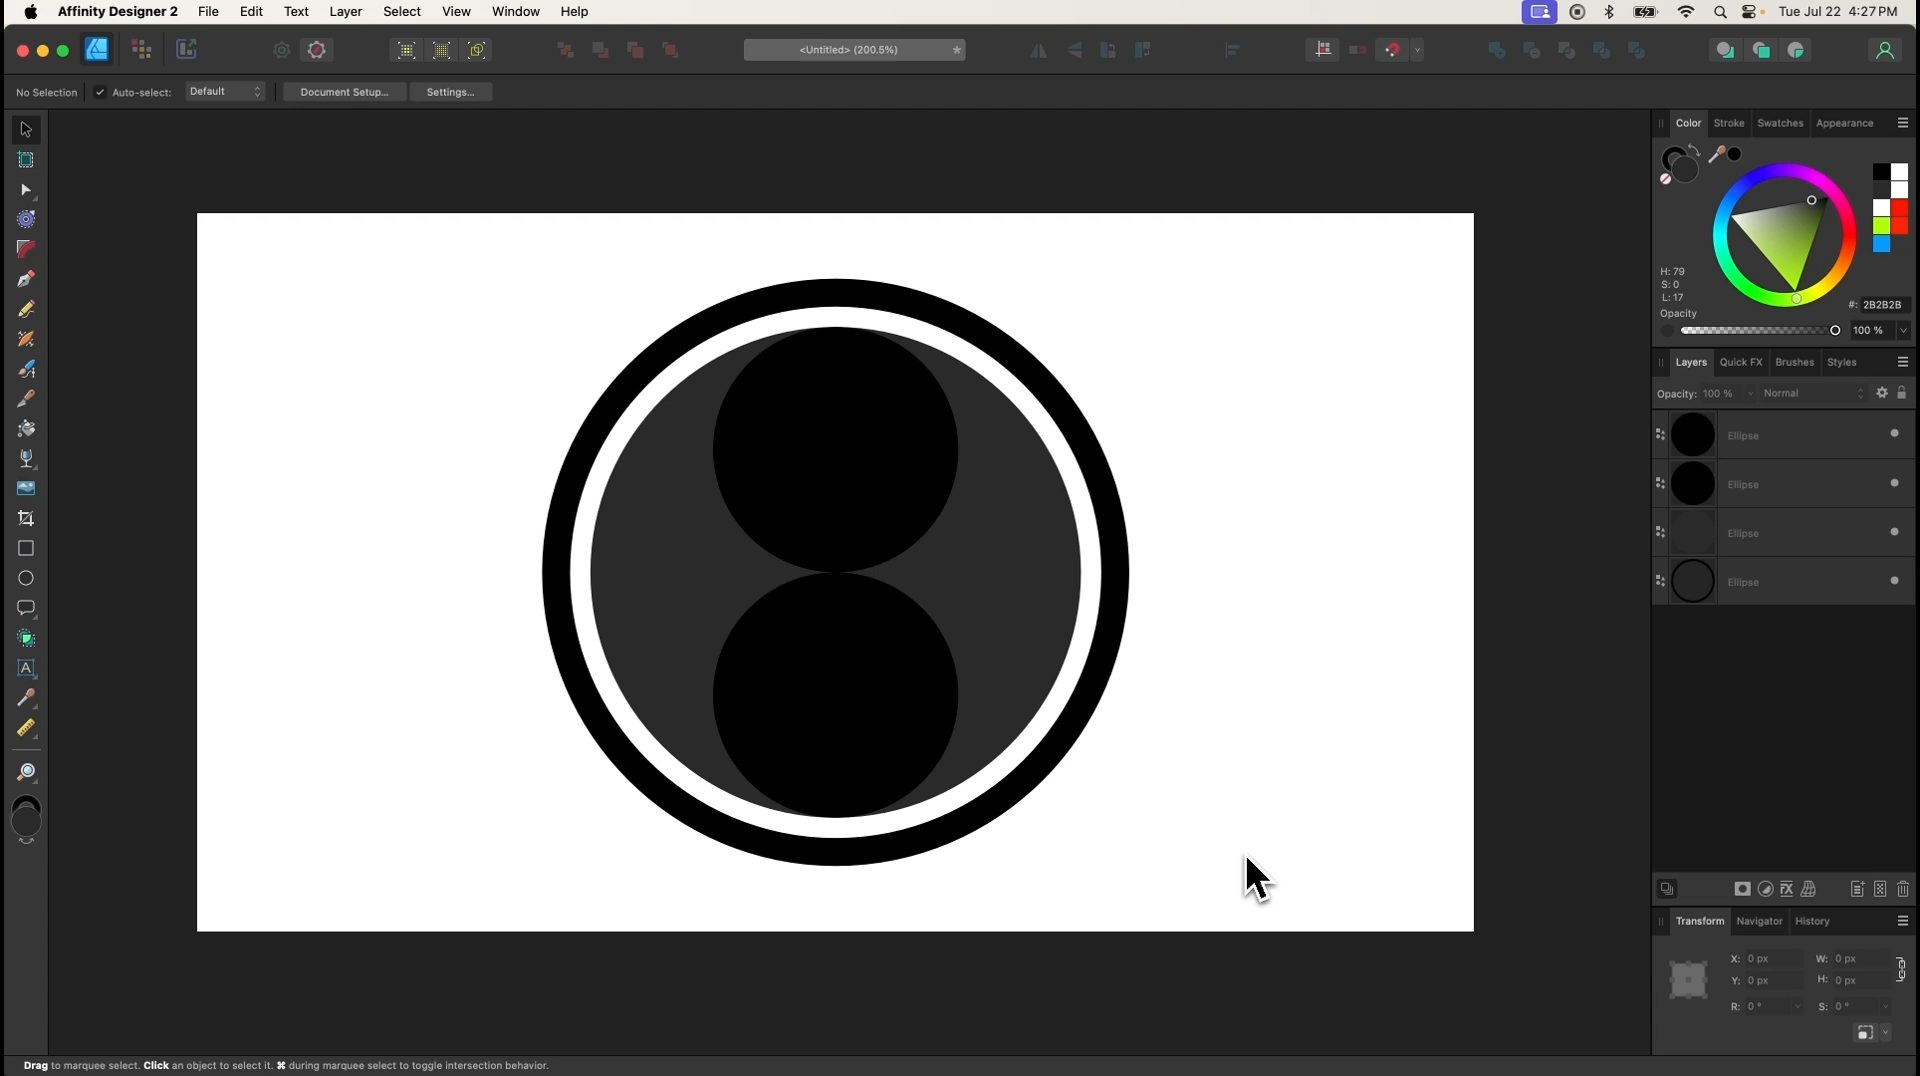 Affinity Designer 2 File Edit Text Layer Select View Window Help Tue Jul 22 4:27 PM
<Untitled> (200.5%) *
No Selection Auto-select: Default Document Setup... Settings...
Color Stroke Swatches Appearance
H: 79
S: 0
L: 17
#: 2B2B2B
Opacity
100 %
Layers Quick FX Brushes Styles
Opacity: 100 % Normal
Ellipse
Ellipse
Ellipse
Ellipse
Transform Navigator History
X: 0 px W: 0 px
Y: 0 px H: 0 px
R: 0 ° S: 0 °
Drag to marquee select. Click an object to select it. ⌘ during marquee select to toggle intersection behavior.